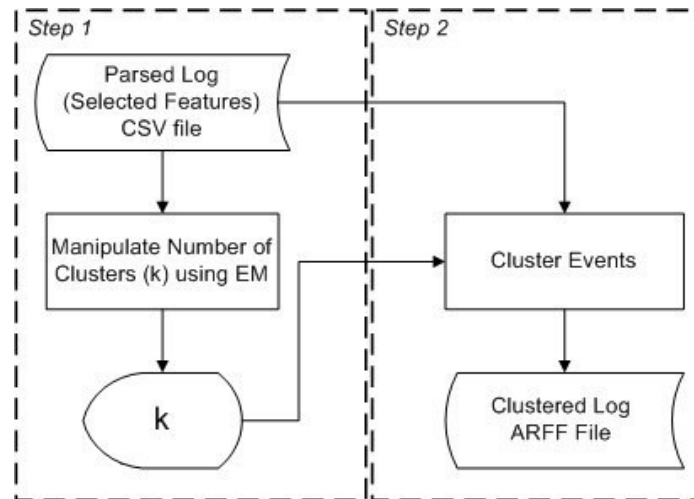 Step 1
Parsed Log
(Selected Features)
CSV file
Manipulate Number of
Clusters (k) using EM
k
Step 2
Cluster Events
Clustered Log
ARFF File